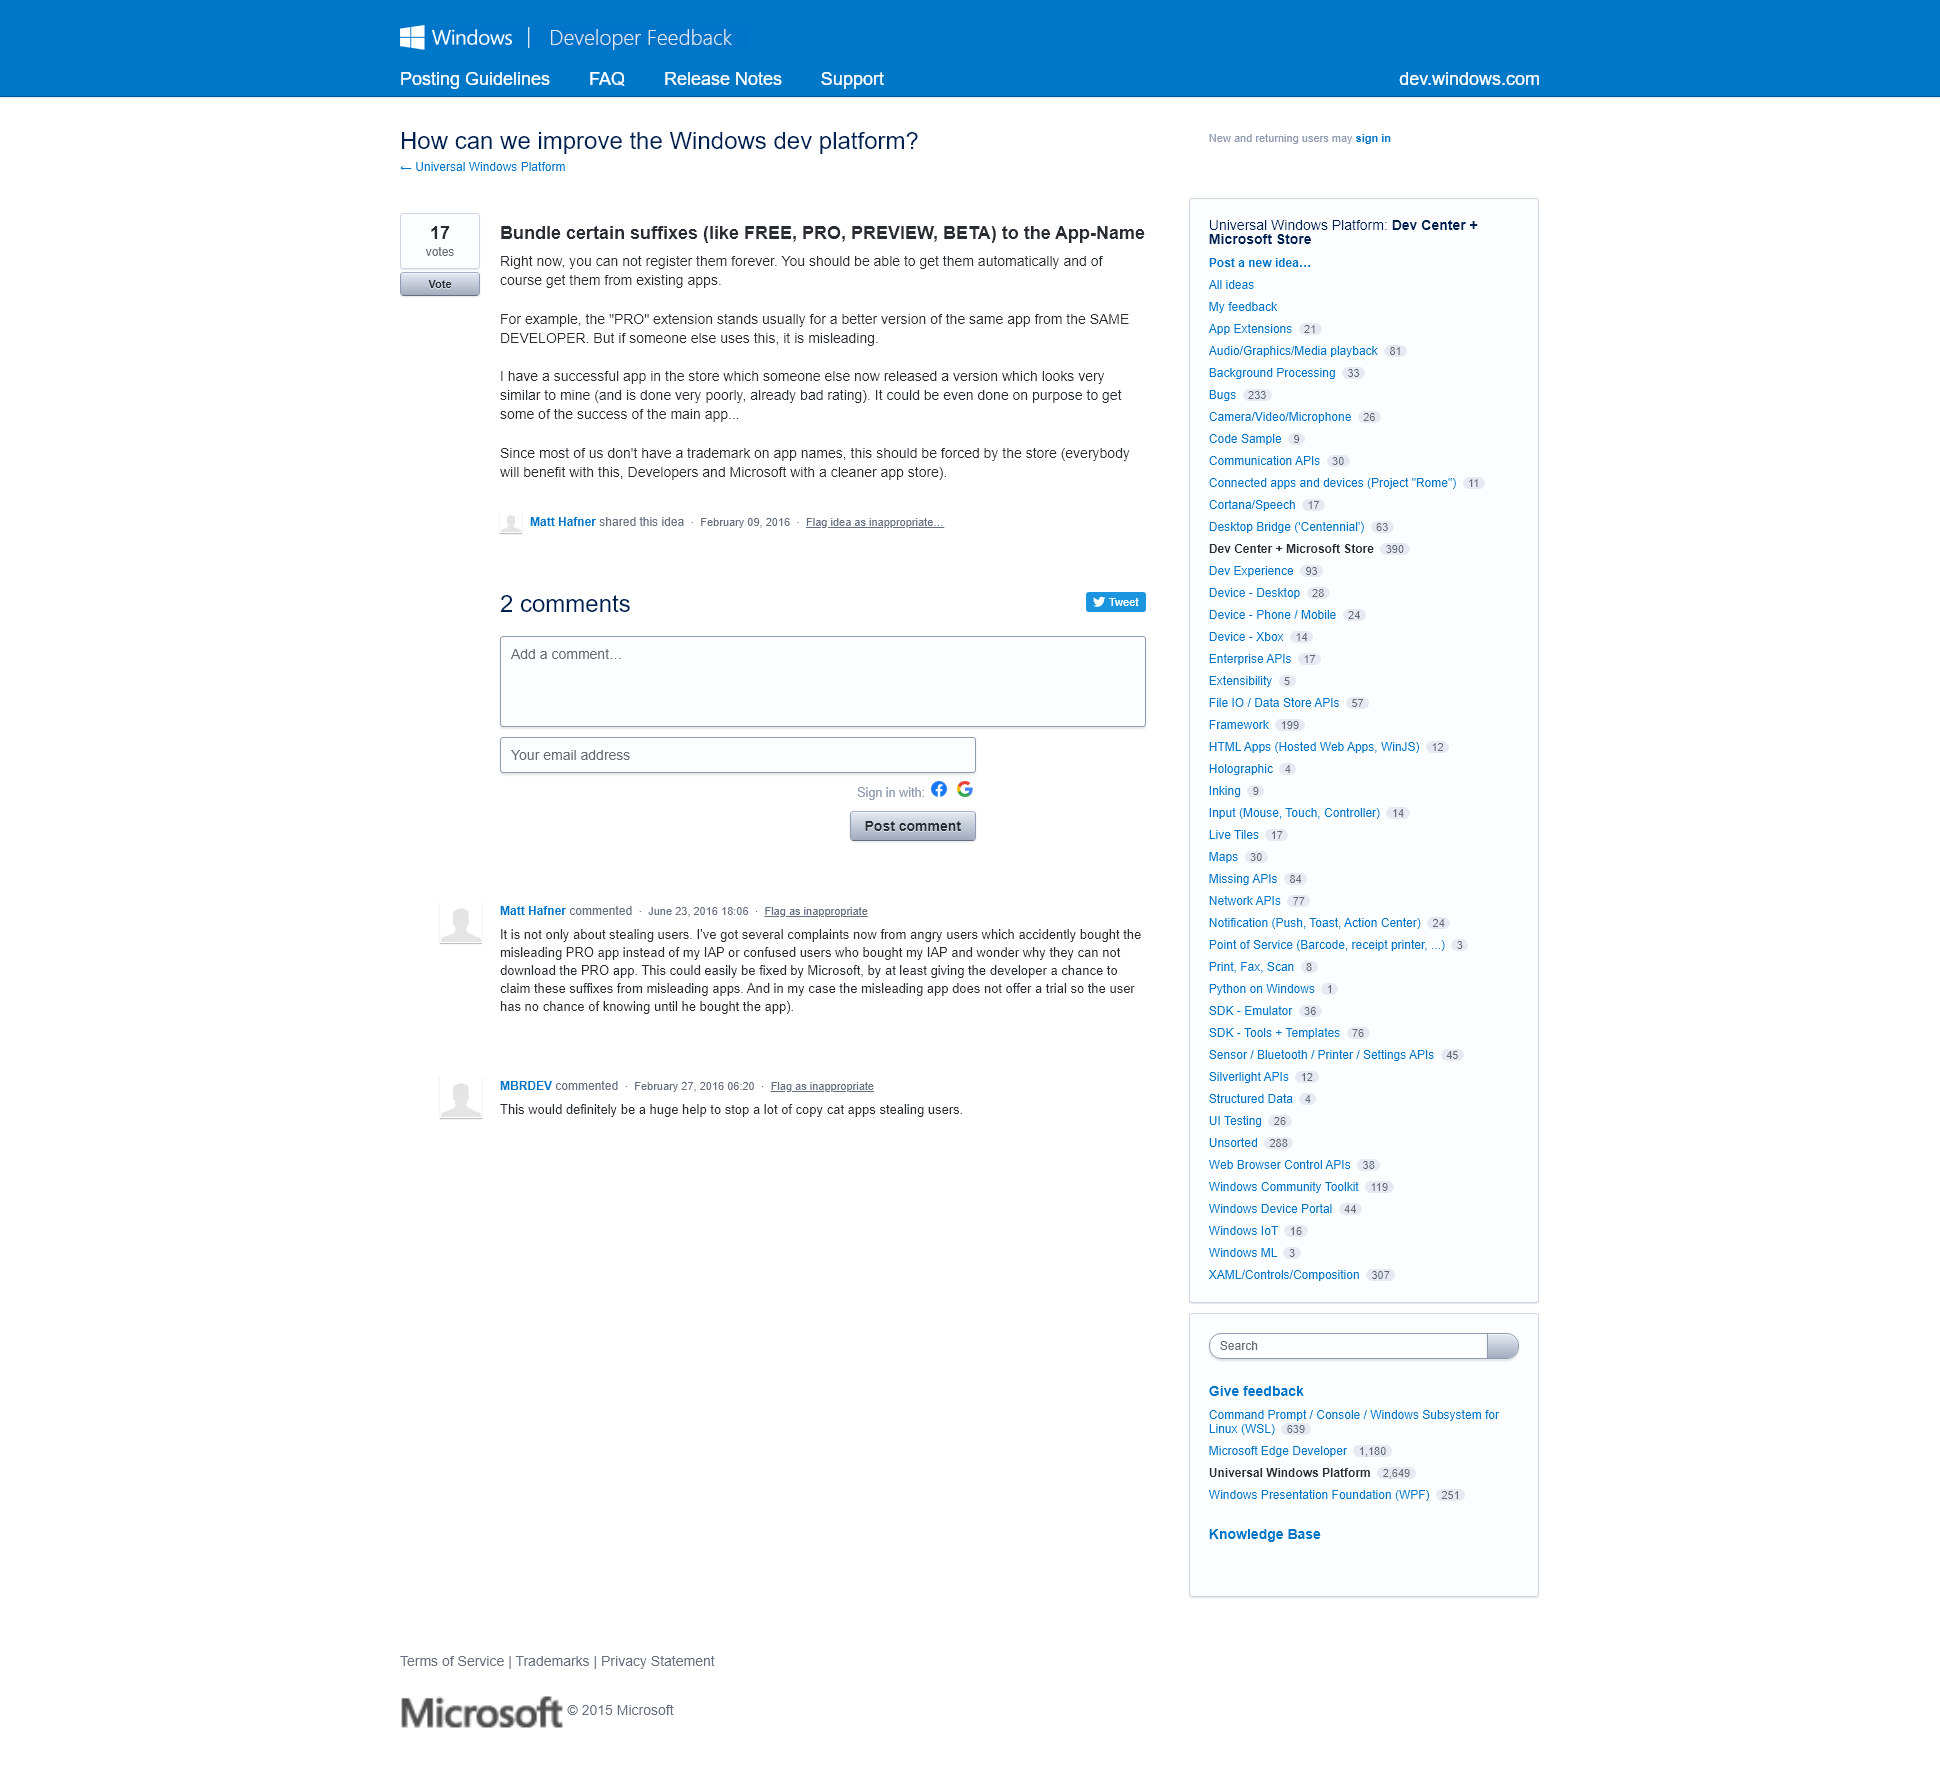 Windows | Developer Feedback
Posting Guidelines FAQ Release Notes Support dev.windows.com
How can we improve the Windows dev platform?
← Universal Windows Platform
New and returning users may sign in
17
votes
Vote
Bundle certain suffixes (like FREE, PRO, PREVIEW, BETA) to the App-Name
Right now, you can not register them forever. You should be able to get them automatically and of
course get them from existing apps.
For example, the "PRO" extension stands usually for a better version of the same app from the SAME
DEVELOPER. But if someone else uses this, it is misleading.
I have a successful app in the store which someone else now released a version which looks very
similar to mine (and is done very poorly, already bad rating). It could be even done on purpose to get
some of the success of the main app...
Since most of us don't have a trademark on app names, this should be forced by the store (everybody
will benefit with this, Developers and Microsoft with a cleaner app store).
Matt Hafner shared this idea · February 09, 2016 · Flag idea as inappropriate…
2 comments
Tweet
Add a comment…
Your email address
Sign in with:
Post comment
Matt Hafner commented · June 23, 2016 18:06 · Flag as inappropriate
It is not only about stealing users. I've got several complaints now from angry users which accidently bought the
misleading PRO app instead of my IAP or confused users who bought my IAP and wonder why they can not
download the PRO app. This could easily be fixed by Microsoft, by at least giving the developer a chance to
claim these suffixes from misleading apps. And in my case the misleading app does not offer a trial so the user
has no chance of knowing until he bought the app).
MBRDEV commented · February 27, 2016 06:20 · Flag as inappropriate
This would definitely be a huge help to stop a lot of copy cat apps stealing users.
Universal Windows Platform: Dev Center +
Microsoft Store
Post a new idea…
All ideas
My feedback
App Extensions 21
Audio/Graphics/Media playback 81
Background Processing 33
Bugs 233
Camera/Video/Microphone 26
Code Sample 9
Communication APIs 30
Connected apps and devices (Project "Rome") 11
Cortana/Speech 17
Desktop Bridge ('Centennial') 63
Dev Center + Microsoft Store 390
Dev Experience 93
Device - Desktop 28
Device - Phone / Mobile 24
Device - Xbox 14
Enterprise APIs 17
Extensibility 5
File IO / Data Store APIs 57
Framework 199
HTML Apps (Hosted Web Apps, WinJS) 12
Holographic 4
Inking 9
Input (Mouse, Touch, Controller) 14
Live Tiles 17
Maps 30
Missing APIs 84
Network APIs 77
Notification (Push, Toast, Action Center) 24
Point of Service (Barcode, receipt printer, ...) 3
Print, Fax, Scan 8
Python on Windows 1
SDK - Emulator 36
SDK - Tools + Templates 76
Sensor / Bluetooth / Printer / Settings APIs 45
Silverlight APIs 12
Structured Data 4
UI Testing 26
Unsorted 288
Web Browser Control APIs 38
Windows Community Toolkit 119
Windows Device Portal 44
Windows IoT 16
Windows ML 3
XAML/Controls/Composition 307
Search
Give feedback
Command Prompt / Console / Windows Subsystem for
Linux (WSL) 639
Microsoft Edge Developer 1,180
Universal Windows Platform 2,649
Windows Presentation Foundation (WPF) 251
Knowledge Base
Terms of Service | Trademarks | Privacy Statement
Microsoft © 2015 Microsoft